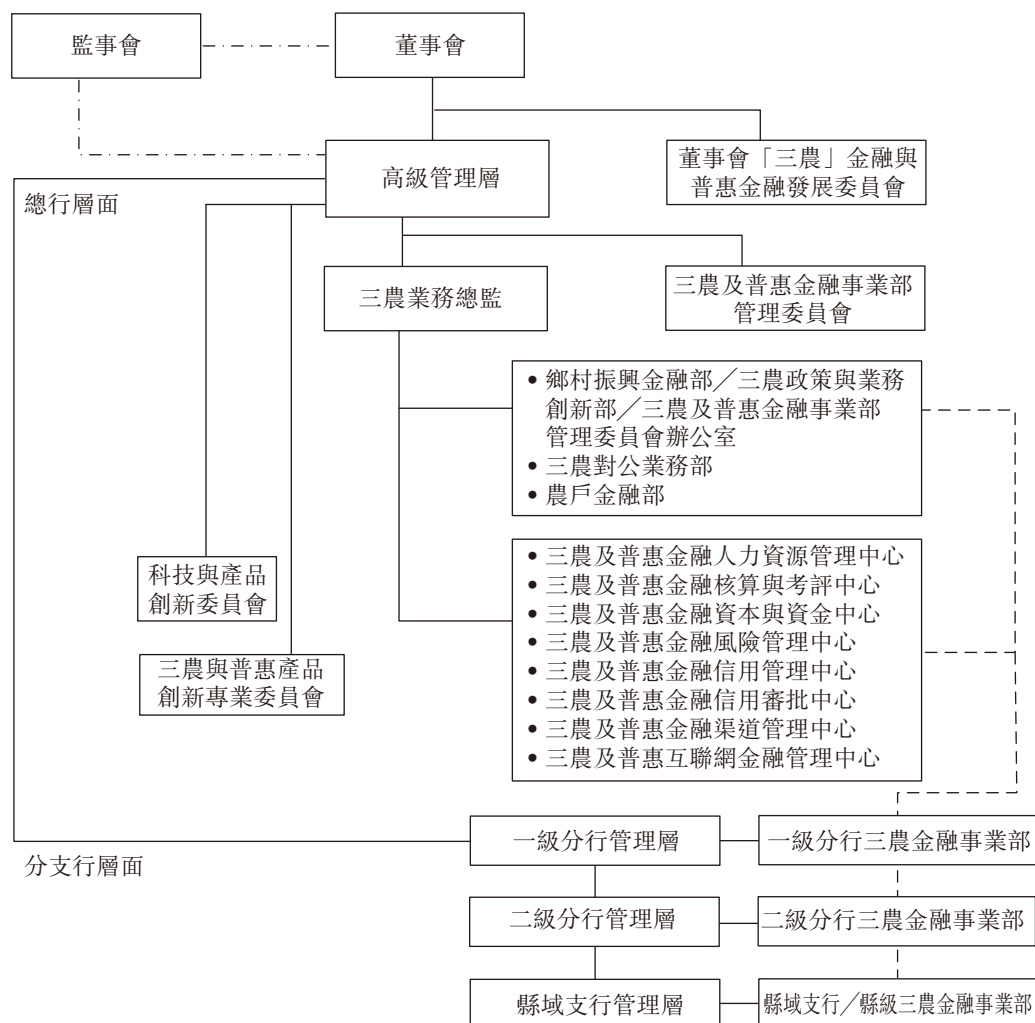 監事會
董事會
高級管理層
董事會「三農」金融與
普惠金融發展委員會
總行層面
三農業務總監
三農及普惠金融事業部
管理委員會
• 鄉村振興金融部／三農政策與業務
創新部／三農及普惠金融事業部
管理委員會辦公室
• 三農對公業務部
• 農戶金融部
科技與產品
創新委員會
三農與普惠產品
創新專業委員會
• 三農及普惠金融人力資源管理中心
• 三農及普惠金融核算與考評中心
• 三農及普惠金融資本與資金中心
• 三農及普惠金融風險管理中心
• 三農及普惠金融信用管理中心
• 三農及普惠金融信用審批中心
• 三農及普惠金融渠道管理中心
• 三農及普惠互聯網金融管理中心
分支行層面
一級分行管理層
一級分行三農金融事業部
二級分行管理層
二級分行三農金融事業部
縣域支行管理層
縣域支行／縣級三農金融事業部